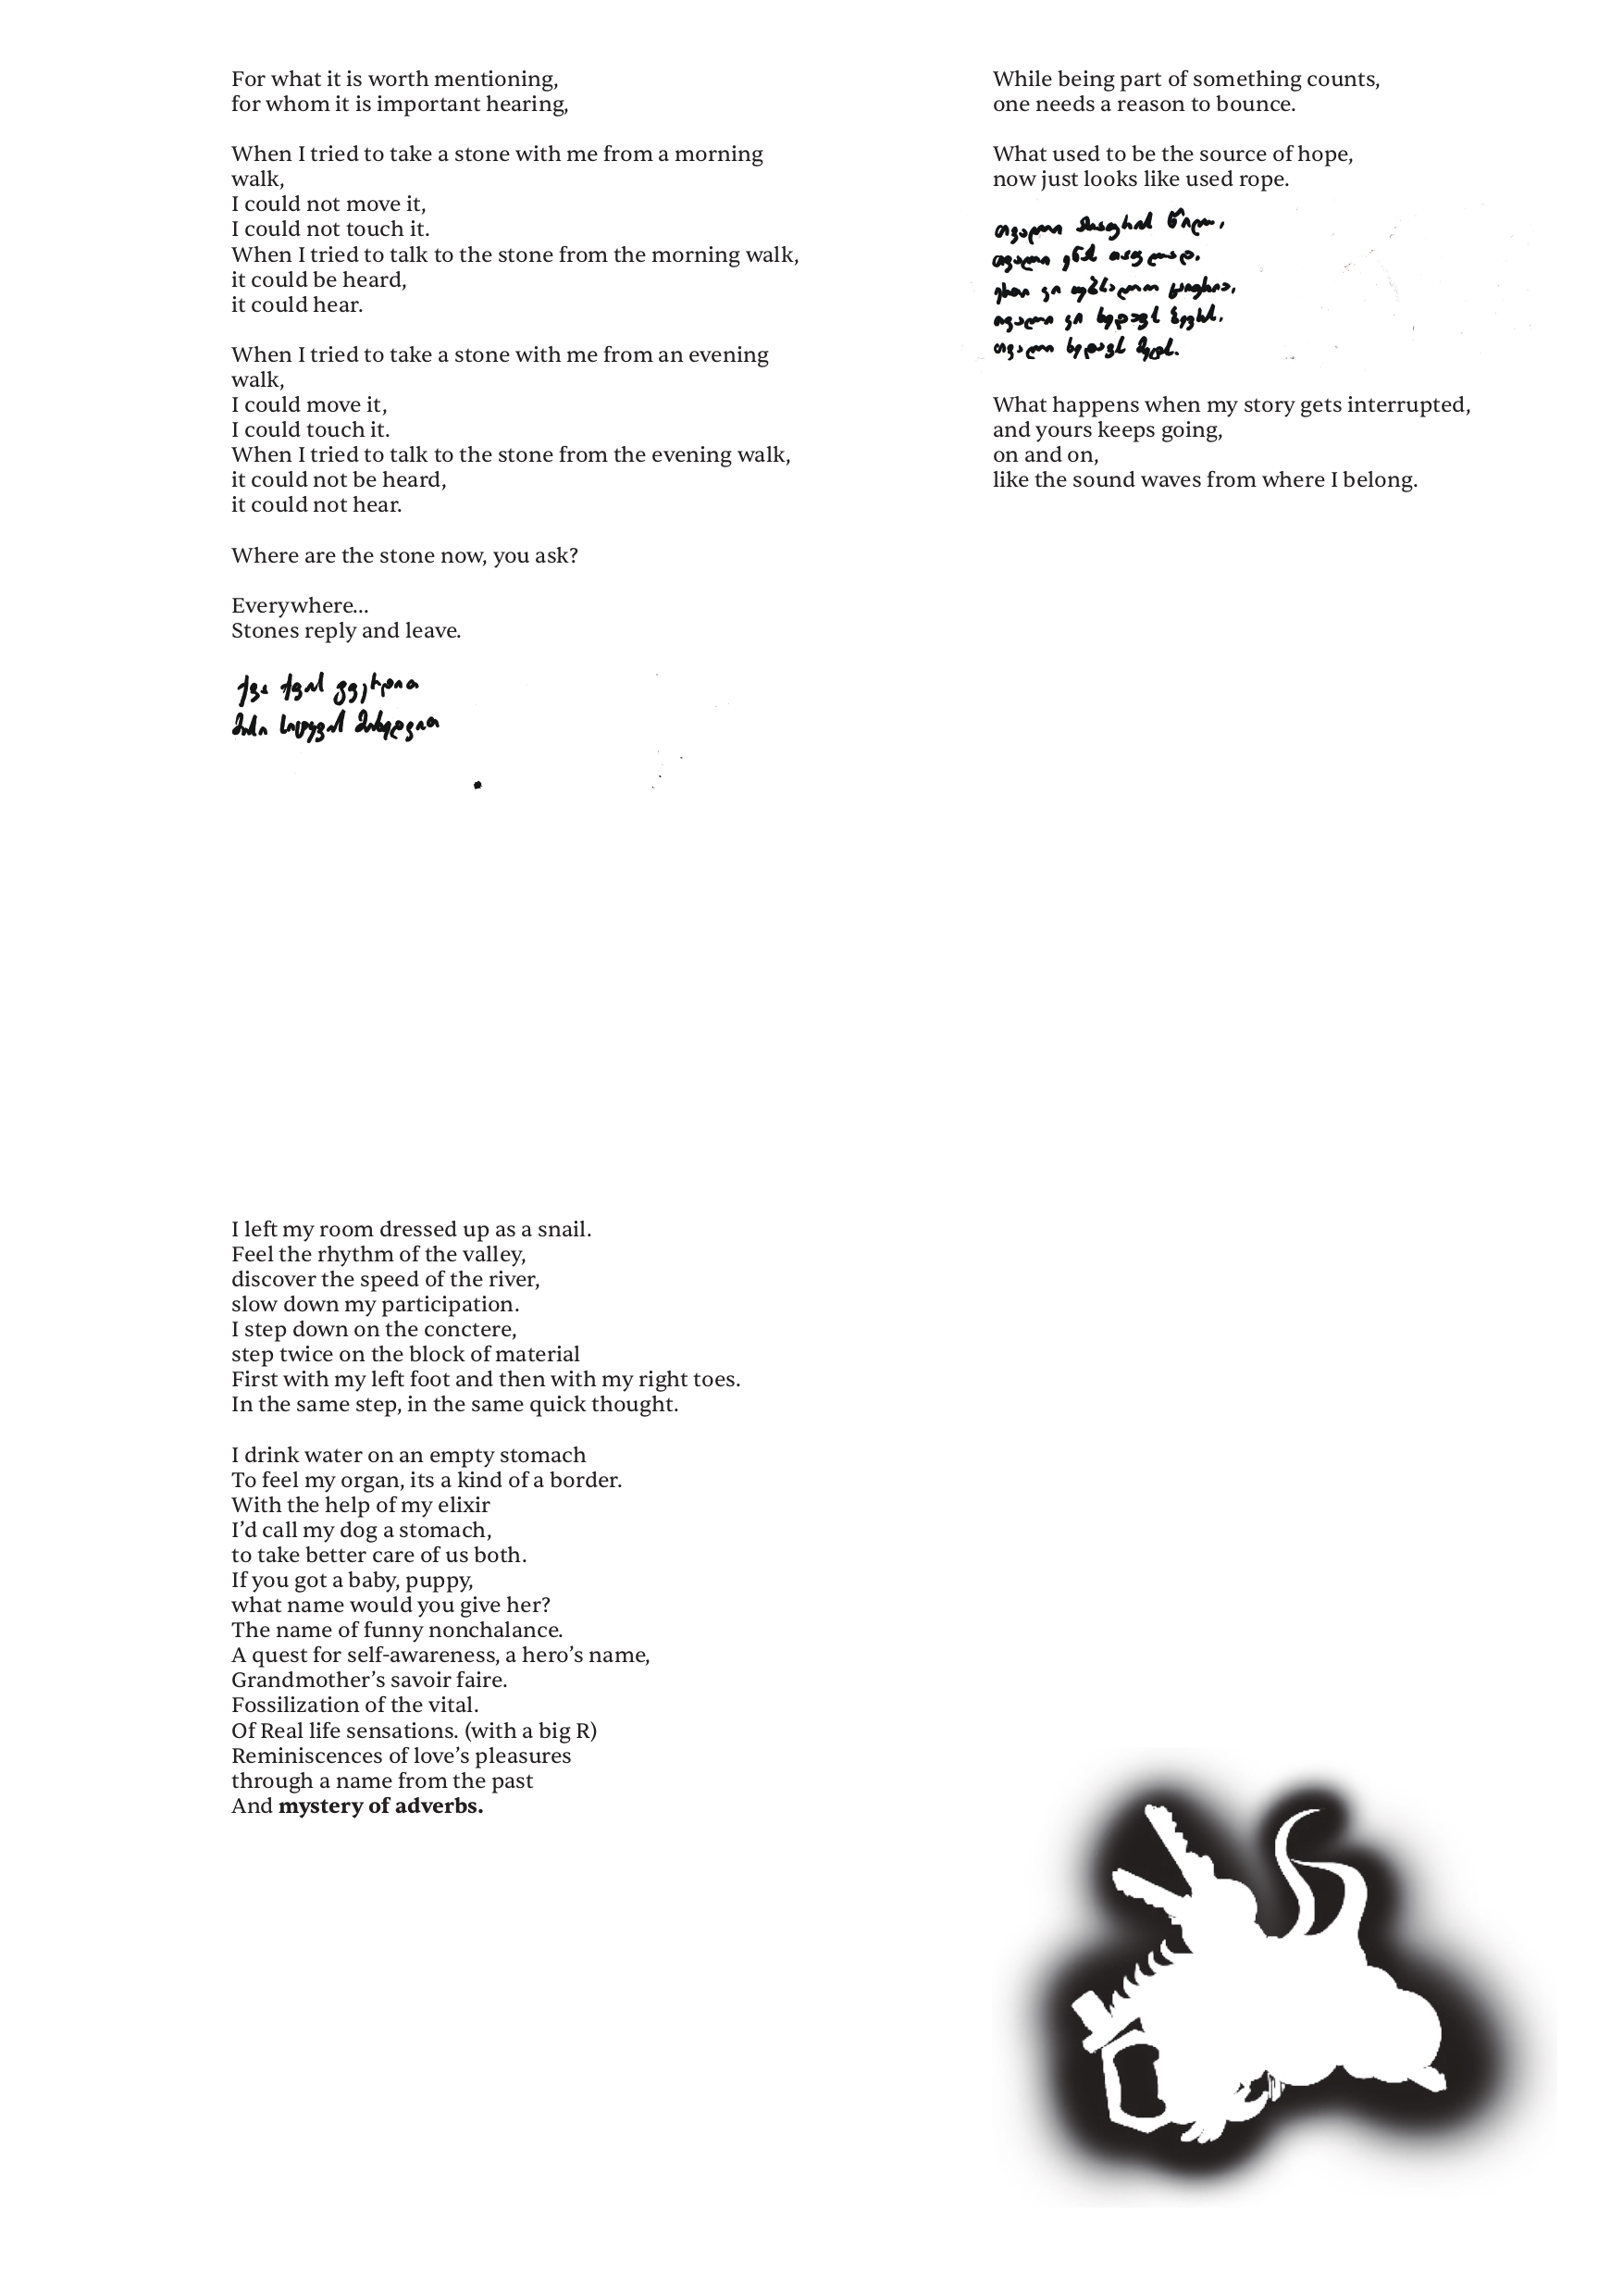 For what it is worth mentioning,
for whom it is important hearing,
When I tried to take a stone with me from a morning
walk,
I could not move it,
I could not touch it.
When I tried to talk to the stone from the morning walk,
it could be heard,
it could hear.
When I tried to take a stone with me from an evening
walk,
I could move it,
I could touch it.
When I tried to talk to the stone from the evening walk,
it could not be heard,
it could not hear.
Where are the stone now, you ask?
Everywhere...
Stones reply and leave.
ქვა ქვას
While being part of something counts,
one needs a reason to bounce.
What used to be the source of hope,
now just looks like used rope.
What happens when my story gets interrupted,
and yours keeps going,
on and on,
like the sound waves from where I belong.
I left my room dressed up as a snail.
Feel the rhythm of the valley,
discover the speed of the river,
slow down my participation.
I step down on the conctere,
step twice on the block of material
First with my left foot and then with my right toes.
In the same step, in the same quick thought.
I drink water on an empty stomach
To feel my organ, its a kind of a border.
With the help of my elixir
I’d call my dog a stomach,
to take better care of us both.
If you got a baby, puppy,
what name would you give her?
The name of funny nonchalance.
A quest for self-awareness, a hero’s name,
Grandmother’s savoir faire.
Fossilization of the vital.
Of Real life sensations. (with a big R)
Reminiscences of love’s pleasures
through a name from the past
And mystery of adverbs.